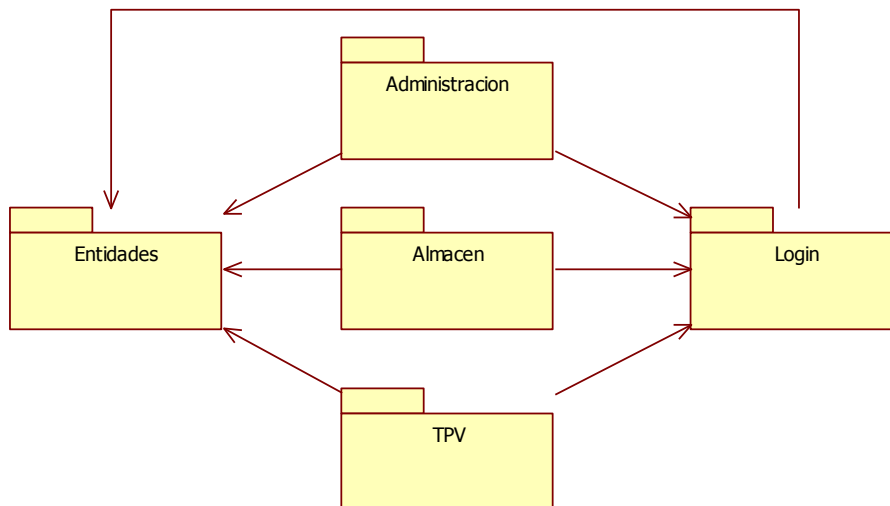 Administracion
Entidades
Almacen
Login
TPV